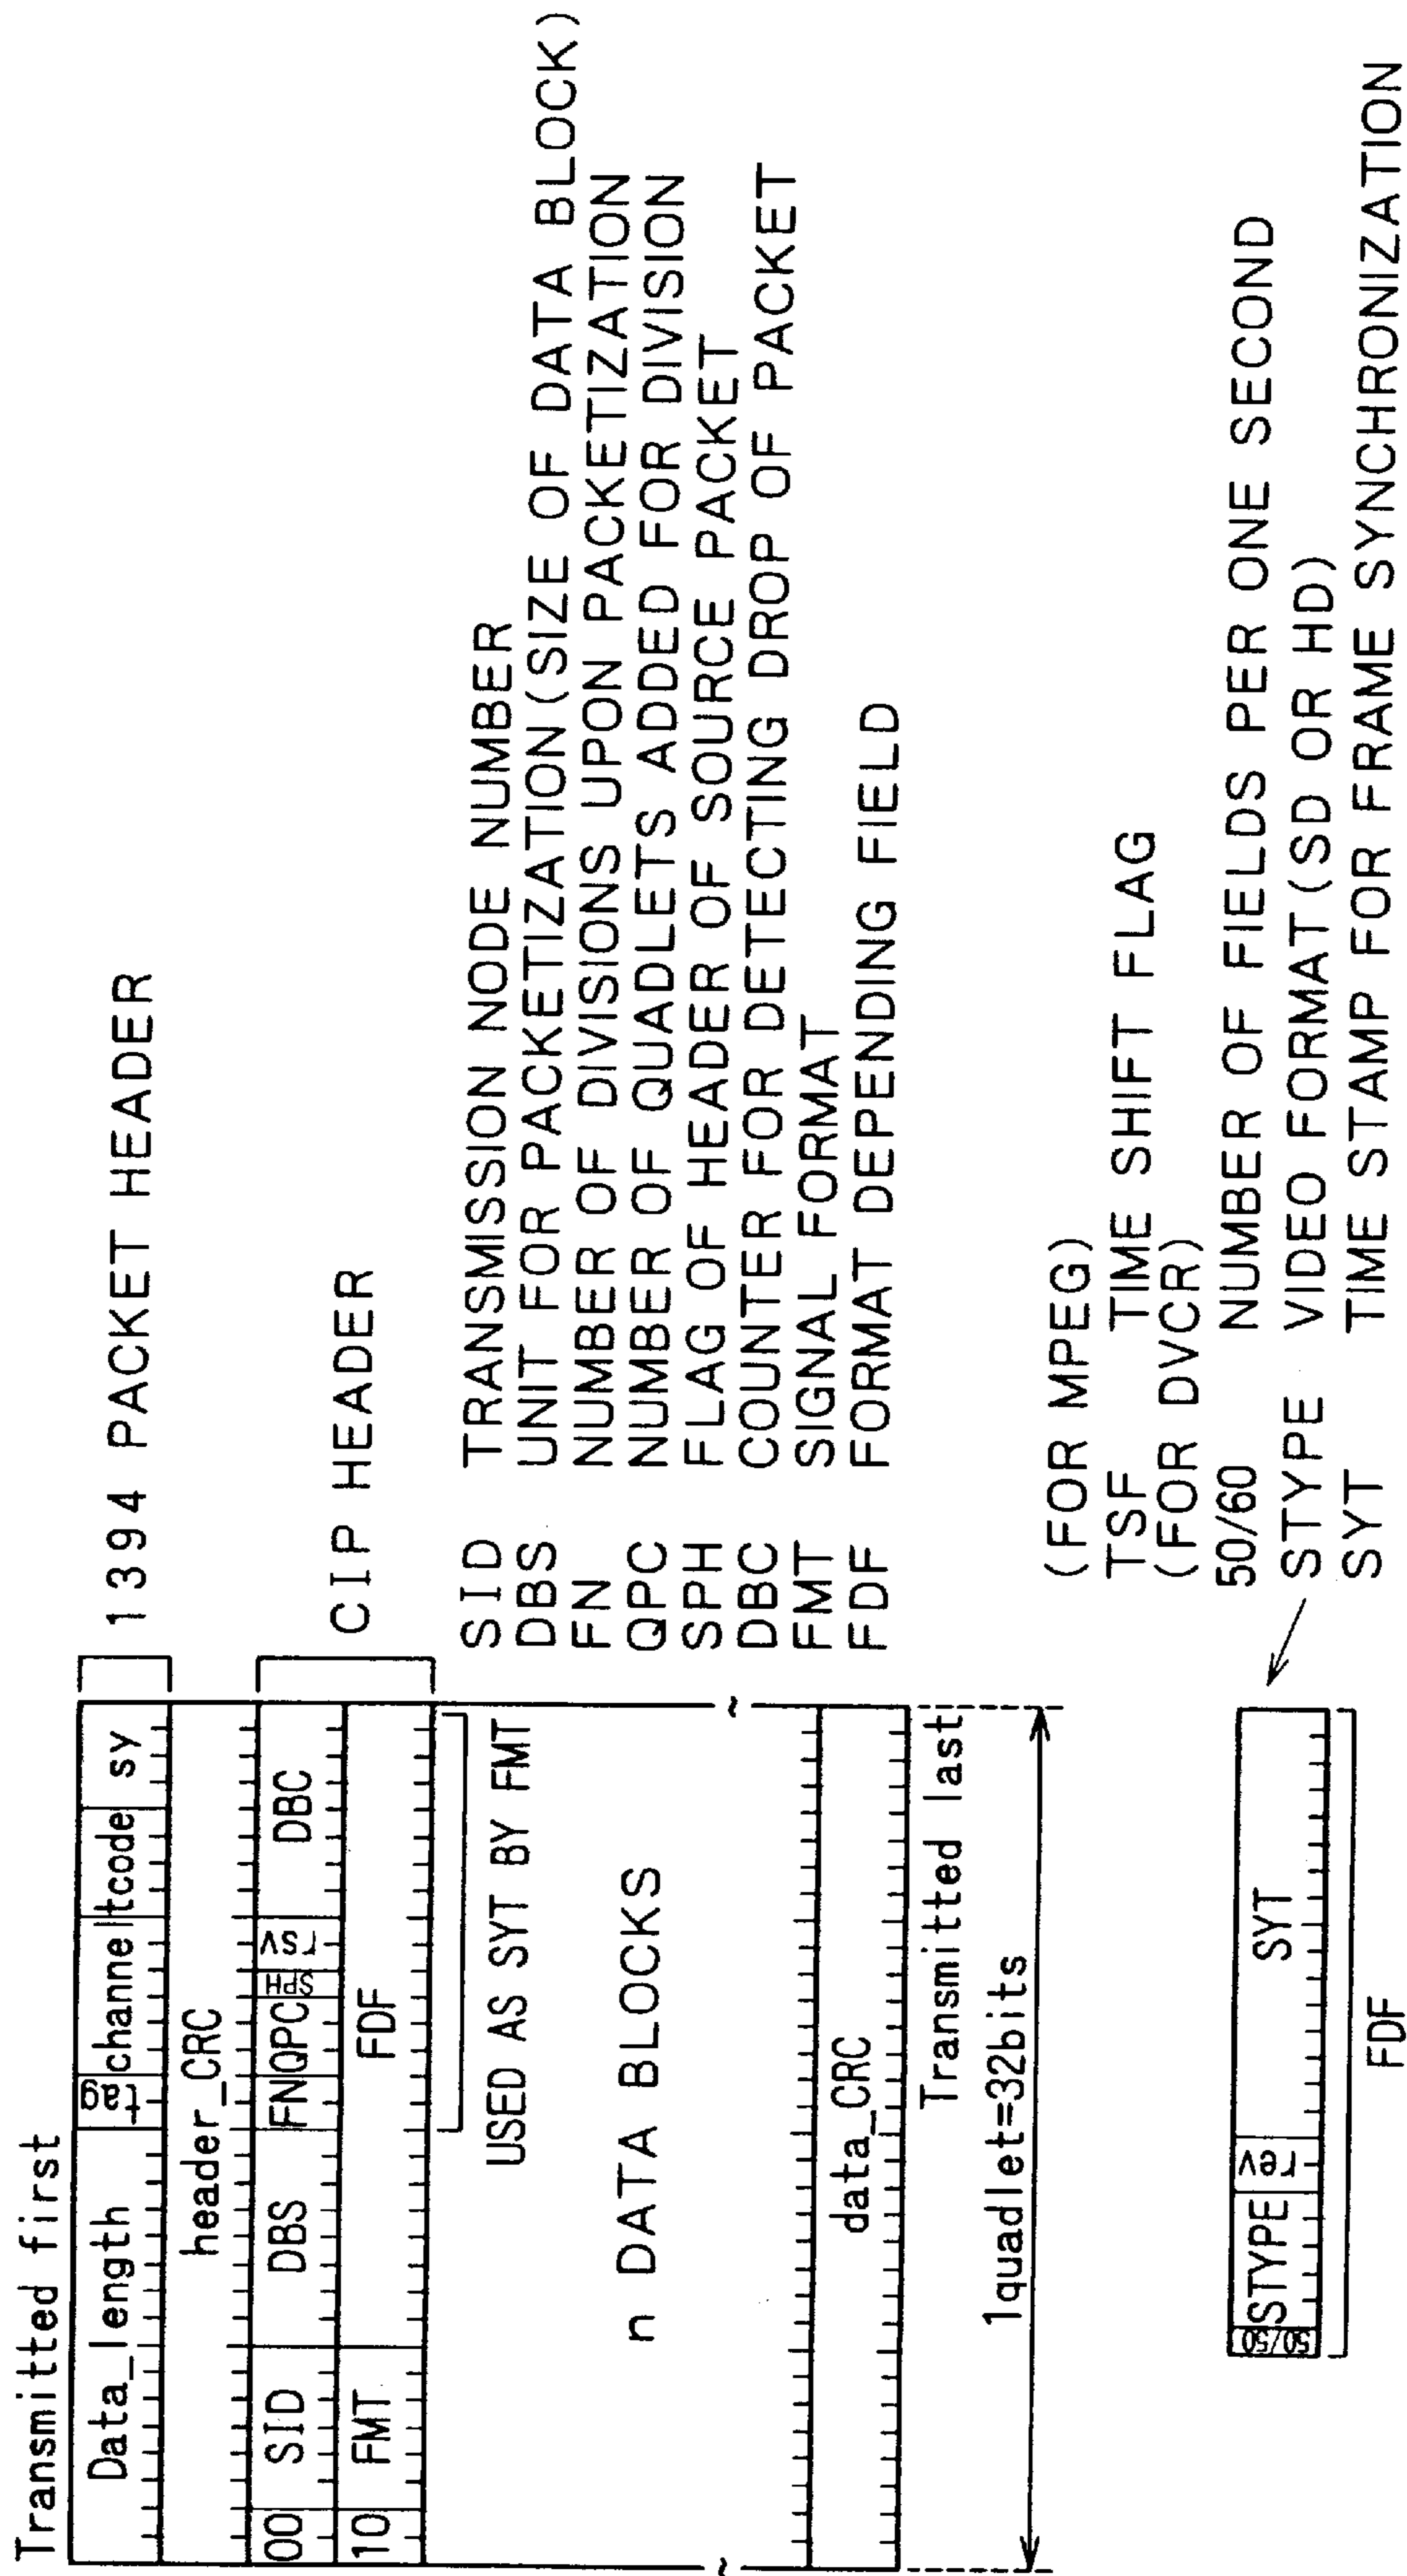 Transmitted first
Data_length tag channel tcode sy
1394 PACKET HEADER
header_CRC
00 SID DBS FN QPC SPH rsv DBC
10 FMT FDF
CIP HEADER
USED AS SYT BY FMT
n DATA BLOCKS
data_CRC
Transmitted last
1quadlet=32bits
SID TRANSMISSION NODE NUMBER
DBS UNIT FOR PACKETIZATION (SIZE OF DATA BLOCK)
FN NUMBER OF DIVISIONS UPON PACKETIZATION
QPC NUMBER OF QUADLETS ADDED FOR DIVISION
SPH FLAG OF HEADER OF SOURCE PACKET
DBC COUNTER FOR DETECTING DROP OF PACKET
FMT SIGNAL FORMAT
FDF FORMAT DEPENDING FIELD
(FOR MPEG)
TSF TIME SHIFT FLAG
(FOR DVCR)
50/60 NUMBER OF FIELDS PER ONE SECOND
STYPE VIDEO FORMAT (SD OR HD)
SYT TIME STAMP FOR FRAME SYNCHRONIZATION
50/50 STYPE rev SYT
FDF